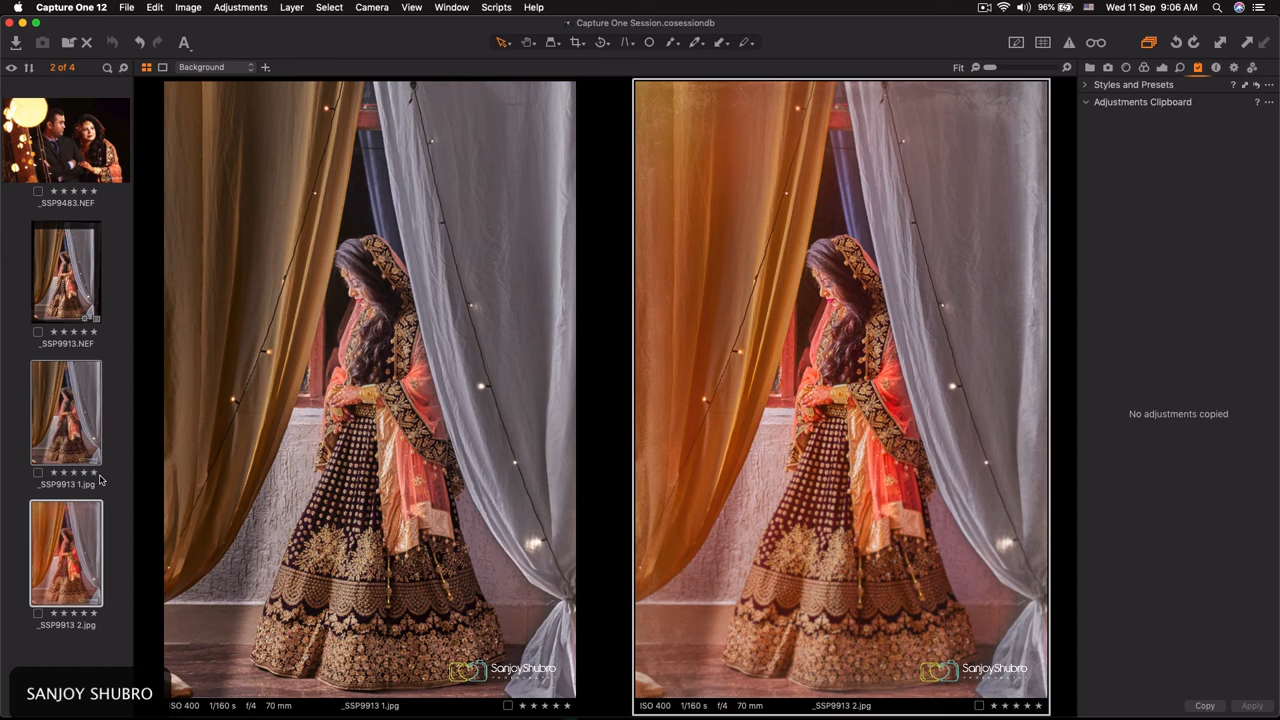 Capture One 12 File Edit Image Adjustments Layer Select Camera View Window Scripts Help 96% Wed 11 Sep 9:06 AM
Capture One Session.cosessiondb
2 of 4 Background Fit
Styles and Presets ?
Adjustments Clipboard ?
_SSP9483.NEF
_SSP9913.NEF
No adjustments copied
_SSP9913 1.jpg
_SSP9913 2.jpg
SanjoyShubro
PHOTOGRAPHY
SanjoyShubro
PHOTOGRAPHY
SANJOY SHUBRO
ISO 400 1/160 s f/4 70 mm _SSP9913 1.jpg
ISO 400 1/160 s f/4 70 mm _SSP9913 2.jpg
Copy Apply